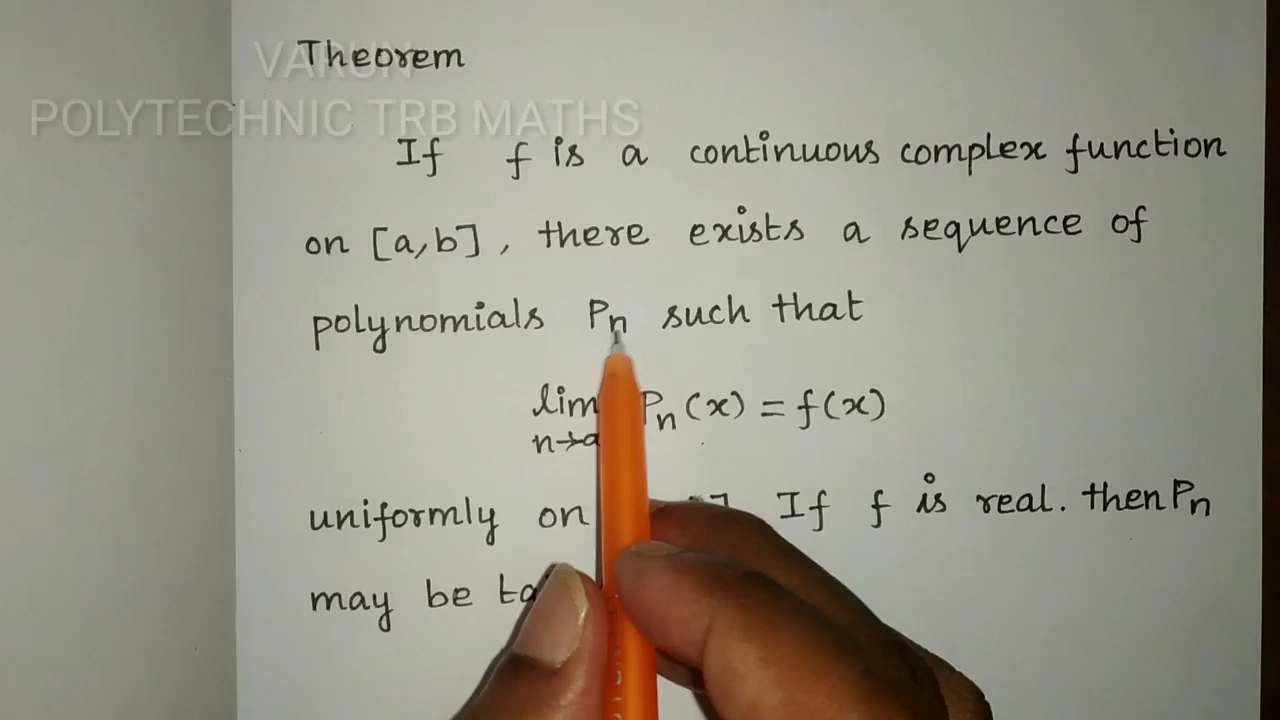 Theorem
VARUN
POLYTECHNIC TRB MATHS
If f is a continuous complex function
on [a,b], there exists a sequence of
polynomials Pn such that
lim Pn(x) = f(x)
n→
uniformly on If f is real. then Pn
may be